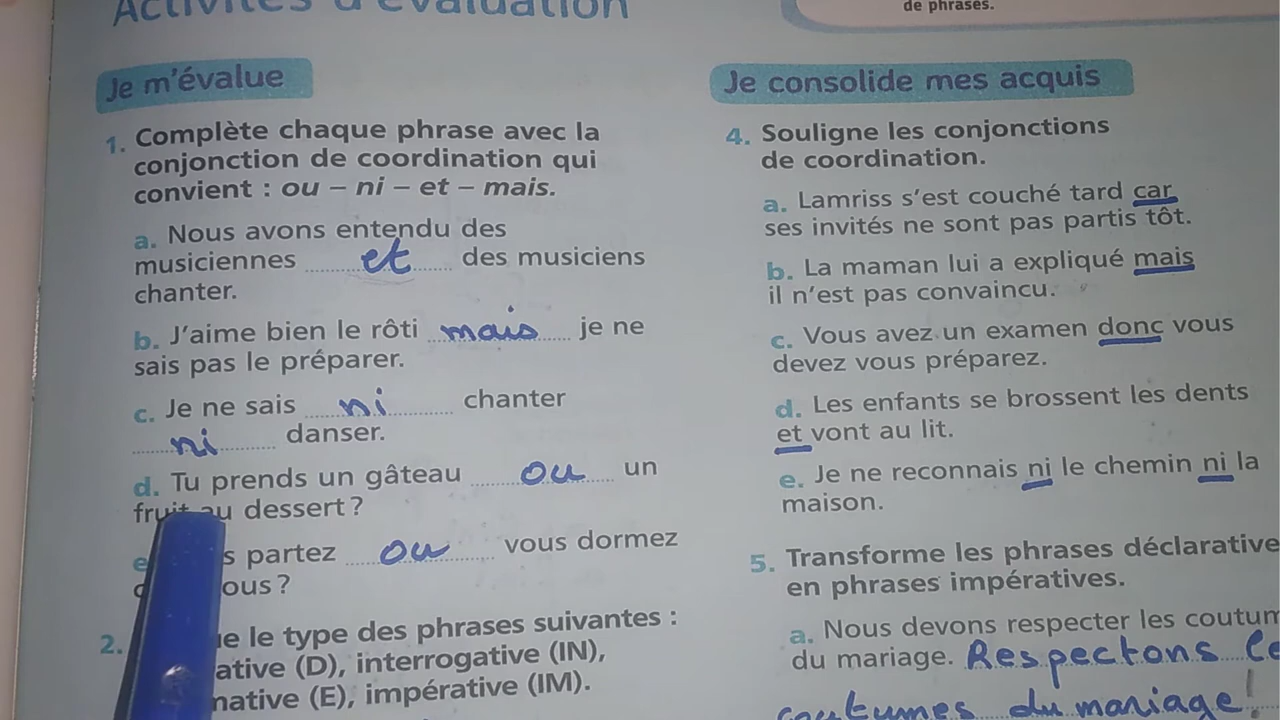 Activités d'évaluation
de phrases.
Je m'évalue
1. Complète chaque phrase avec la
conjonction de coordination qui
convient : ou – ni – et – mais.
a. Nous avons entendu des
musiciennes et des musiciens
chanter.
b. J'aime bien le rôti mais je ne
sais pas le préparer.
c. Je ne sais ni chanter
ni danser.
d. Tu prends un gâteau ou un
fruit au dessert ?
partez ou vous dormez
2. le type des phrases suivantes :
(D), interrogative (IN),
(E), impérative (IM).
Je consolide mes acquis
4. Souligne les conjonctions
de coordination.
a. Lamriss s'est couché tard car
ses invités ne sont pas partis tôt.
b. La maman lui a expliqué mais
il n'est pas convaincu.
c. Vous avez un examen donc vous
devez vous préparez.
d. Les enfants se brossent les dents
et vont au lit.
e. Je ne reconnais ni le chemin ni la
maison.
5. Transforme les phrases déclarative
en phrases impératives.
a. Nous devons respecter les coutum
du mariage. Respectons le
coutumes du mariage !